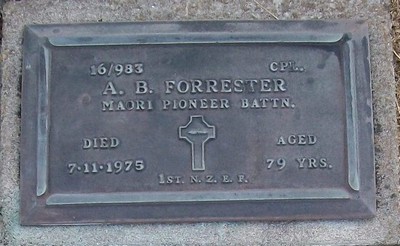 16/983 CPL.
A. B. FORRESTER
MAORI PIONEER BATTN.
DIED AGED
7·11·1975 79 YRS.
1ST. N. Z. E. F.